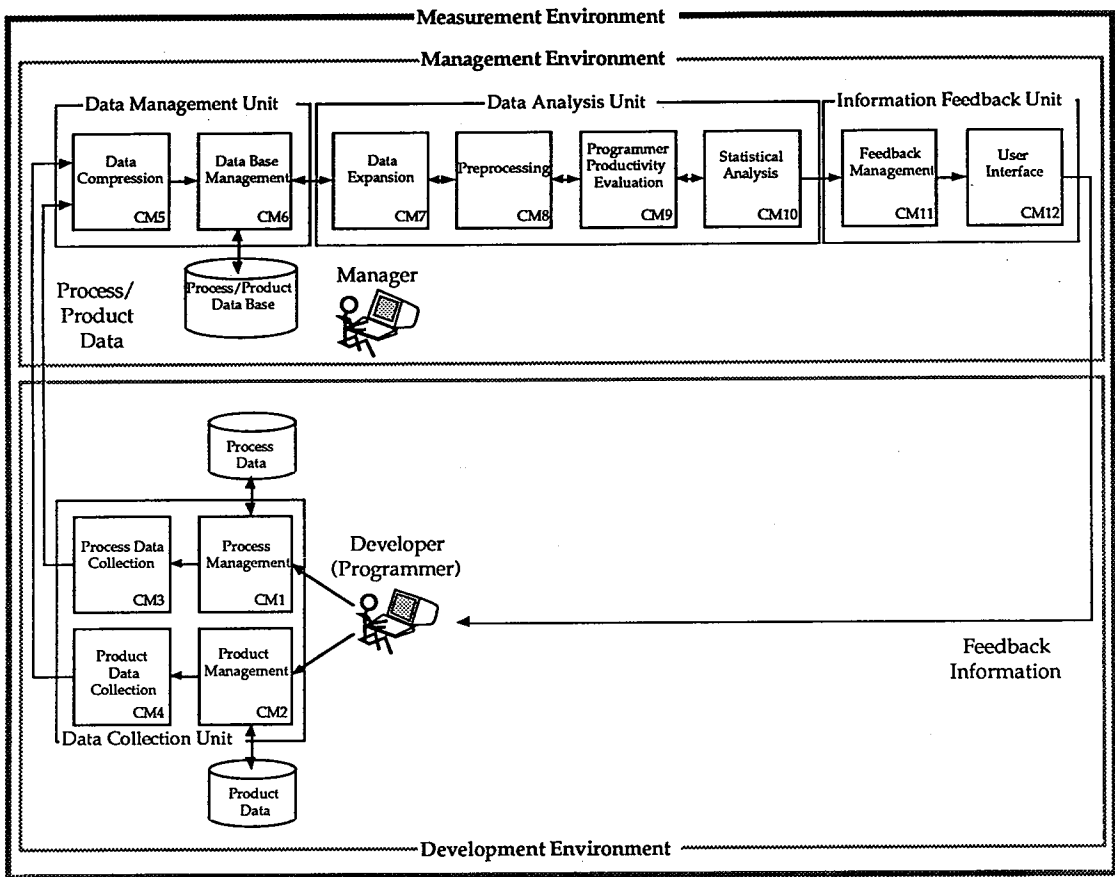 Measurement Environment
Management Environment
Data Management Unit
Data Analysis Unit
Information Feedback Unit
Data
Compression
CM5
Data Base
Management
CM6
Data
Expansion
CM7
Preprocessing
CM8
Programmer
Productivity
Evaluation
CM9
Statistical
Analysis
CM10
Feedback
Management
CM11
User
Interface
CM12
Process/Product
Data Base
Process/
Product
Data
Manager
Process
Data
Process Data
Collection
CM3
Process
Management
CM1
Developer
(Programmer)
Product
Data
Collection
CM4
Product
Management
CM2
Feedback
Information
Data Collection Unit
Product
Data
Development Environment